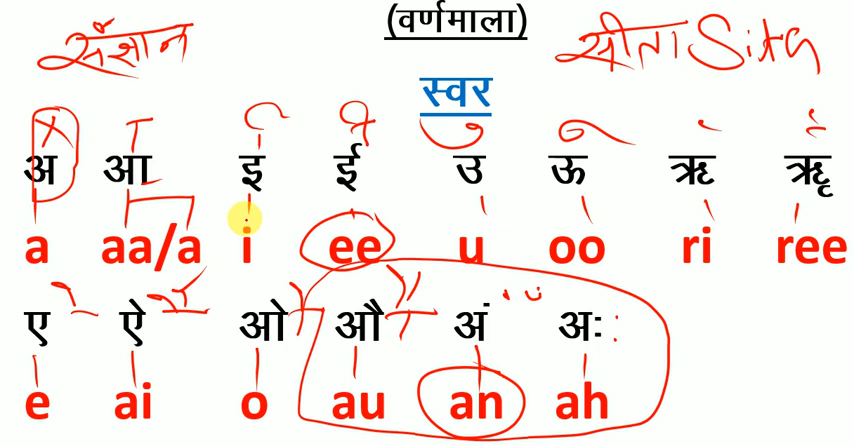 (वर्णमाला)
सीता Sita
स्वर
अ आ इ ई उ ऊ ऋ ॠ
a aa/a i ee u oo ri ree
ए ऐ ओ औ अं अः
e ai o au an ah